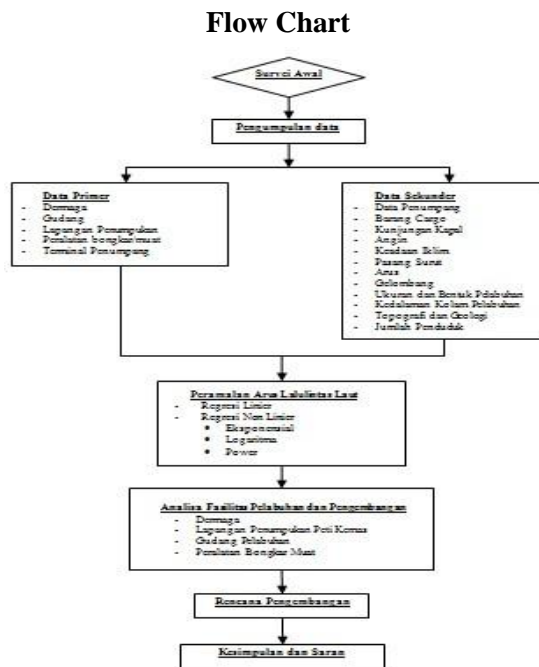 Flow Chart
Survei Awal
Pengumpulan data
Data Primer
- Dermaga
- Gudang
- Lapangan Penumpukan
- Peralatan bongkar/muat
- Terminal Penumpang
Data Sekunder
- Data Penumpang
- Barang Cargo
- Kunjungan Kapal
- Angin
- Keadaan Iklim
- Pasang Surut
- Arus
- Gelombang
- Ukuran dan Bentuk Pelabuhan
- Kedalaman Kolam Pelabuhan
- Topografi dan Geologi
- Jumlah Penduduk
Peramalan Arus Lalulintas Laut
- Regresi Linier
- Regresi Non Linier
• Eksponensial
• Logaritma
• Power
Analisa Fasilitas Pelabuhan dan Pengembangan
- Dermaga
- Lapangan Penumpukan Peti Kemas
- Gudang Pelabuhan
- Peralatan Bongkar Muat
Rencana Pengembangan
Kesimpulan dan Saran